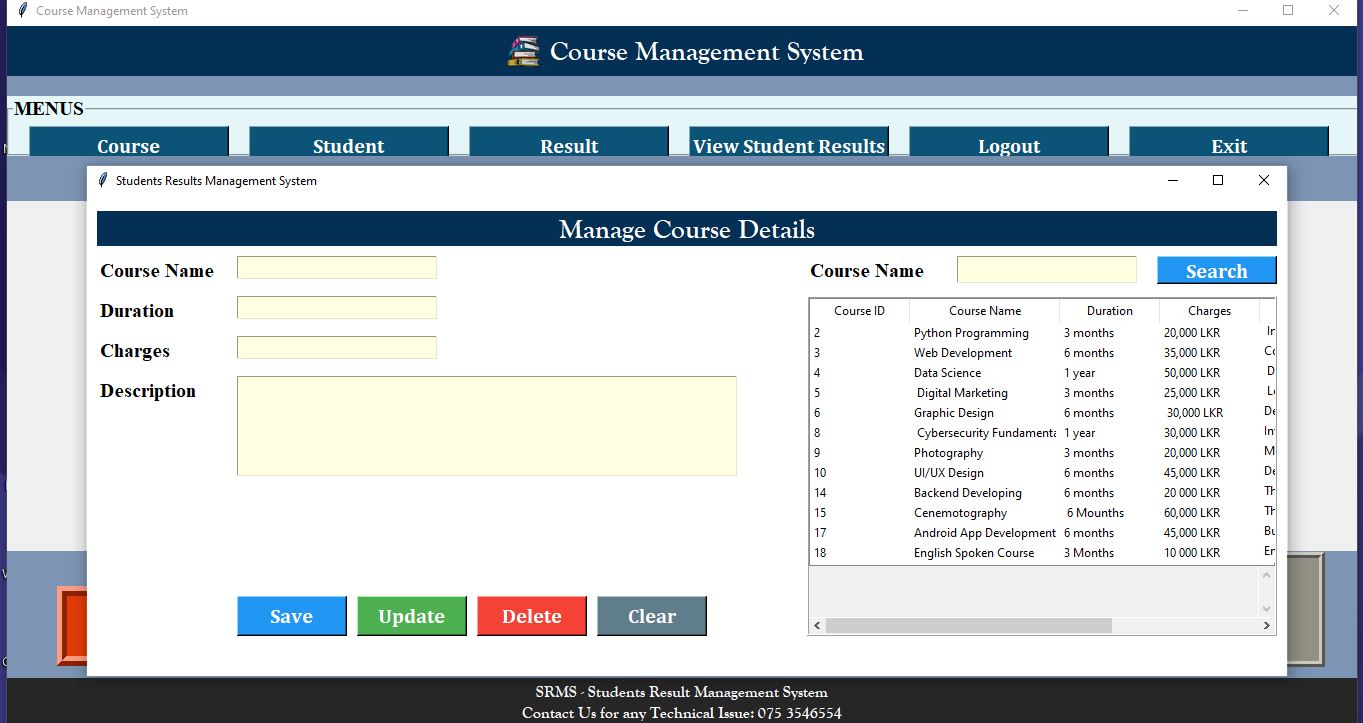 Course Management System
Course Management System
MENUS
Course Student Result View Student Results Logout Exit
Students Results Management System
Manage Course Details
Course Name
Duration
Charges
Description
Save Update Delete Clear
Course Name Search
Course ID Course Name Duration Charges
2 Python Programming 3 months 20,000 LKR In
3 Web Development 6 months 35,000 LKR
4 Data Science 1 year 50,000 LKR D
5 Digital Marketing 3 months 25,000 LKR
6 Graphic Design 6 months 30,000 LKR De
8 Cybersecurity Fundamenta 1 year 30,000 LKR
9 Photography 3 months 20,000 LKR M
10 UI/UX Design 6 months 45,000 LKR De
14 Backend Developing 6 months 20 000 LKR Th
15 Cenemotography 6 Mounths 60,000 LKR Th
17 Android App Development 6 months 45,000 LKR Bu
18 English Spoken Course 3 Months 10 000 LKR En
SRMS - Students Result Management System
Contact Us for any Technical Issue: 075 3546554